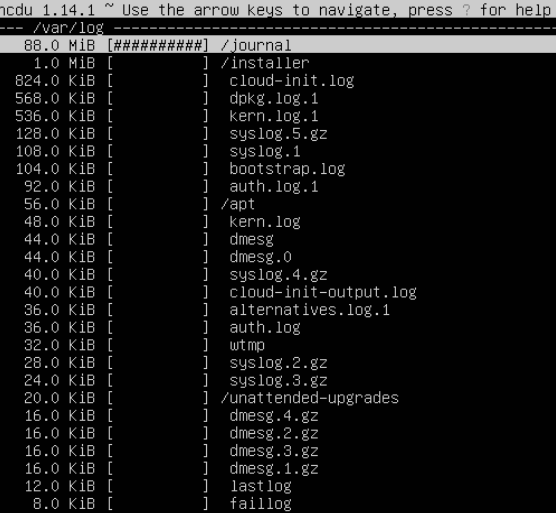 ncdu 1.14.1 ~ Use the arrow keys to navigate, press ? for help
--- /var/log ---
88.0 MiB [##########] /journal
1.0 MiB [          ] /installer
824.0 KiB [          ]  cloud-init.log
568.0 KiB [          ]  dpkg.log.1
536.0 KiB [          ]  kern.log.1
128.0 KiB [          ]  syslog.5.gz
108.0 KiB [          ]  syslog.1
104.0 KiB [          ]  bootstrap.log
92.0 KiB [          ]  auth.log.1
56.0 KiB [          ] /apt
48.0 KiB [          ]  kern.log
44.0 KiB [          ]  dmesg
44.0 KiB [          ]  dmesg.0
40.0 KiB [          ]  syslog.4.gz
40.0 KiB [          ]  cloud-init-output.log
36.0 KiB [          ]  alternatives.log.1
36.0 KiB [          ]  auth.log
32.0 KiB [          ]  wtmp
28.0 KiB [          ]  syslog.2.gz
24.0 KiB [          ]  syslog.3.gz
20.0 KiB [          ] /unattended-upgrades
16.0 KiB [          ]  dmesg.4.gz
16.0 KiB [          ]  dmesg.2.gz
16.0 KiB [          ]  dmesg.3.gz
16.0 KiB [          ]  dmesg.1.gz
12.0 KiB [          ]  lastlog
8.0 KiB [          ]  faillog